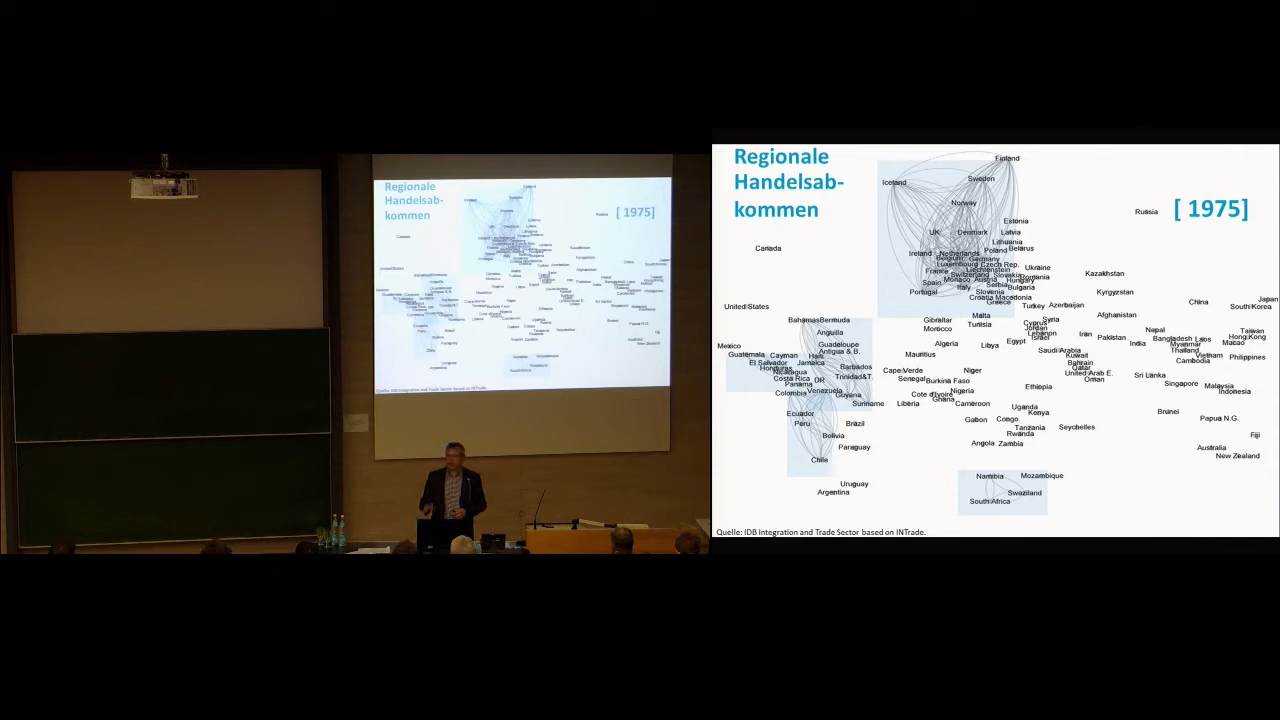 Regionale
Handelsab-
kommen
[ 1975]
Finland
Iceland
Sweden
Norway
Russia
Estonia
UK
Denmark
Latvia
Lithuania
Canada
Poland
Belarus
Ireland
Netherlands
Belgium
Germany
Luxembourg
Czech Rep.
Ukraine
France
Liechtenstein
Switzerland
Slovakia
Kazakhstan
Monaco
Austria
Hungary
Romania
Spain
Italy
Slovenia
Serbia
Bulgaria
Portugal
Kyrgyzstan
Croatia
Macedonia
Greece
China
Japan
South Korea
United States
Turkey
Azerbaijan
Malta
Afghanistan
Bahamas
Bermuda
Gibraltar
Tunisia
Cyprus
Syria
Morocco
Jordan
Lebanon
Israel
Iran
Nepal
Taiwan
Anguilla
Pakistan
Bangladesh
Laos
Hong Kong
Mexico
Guadeloupe
Algeria
Libya
Egypt
India
Myanmar
Macao
Antigua & B.
Saudi Arabia
Thailand
Guatemala
Cayman
Haiti
Mauritius
Kuwait
Vietnam
Philippines
El Salvador
Jamaica
Bahrain
Cambodia
Honduras
Barbados
Qatar
Nicaragua
Cape Verde
Niger
United Arab E.
Sri Lanka
Costa Rica
DR
Trinidad&T.
Senegal
Burkina Faso
Oman
Panama
Ethiopia
Singapore
Malaysia
Colombia
Venezuela
Guyana
Cote d'Ivoire
Nigeria
Indonesia
Suriname
Liberia
Ghana
Cameroon
Ecuador
Uganda
Kenya
Brunei
Peru
Brazil
Gabon
Congo
Papua N.G.
Tanzania
Seychelles
Bolivia
Rwanda
Fiji
Paraguay
Angola
Zambia
Australia
Chile
New Zealand
Namibia
Mozambique
Uruguay
Argentina
Swaziland
South Africa
Quelle: IDB Integration and Trade Sector based on INTrade.